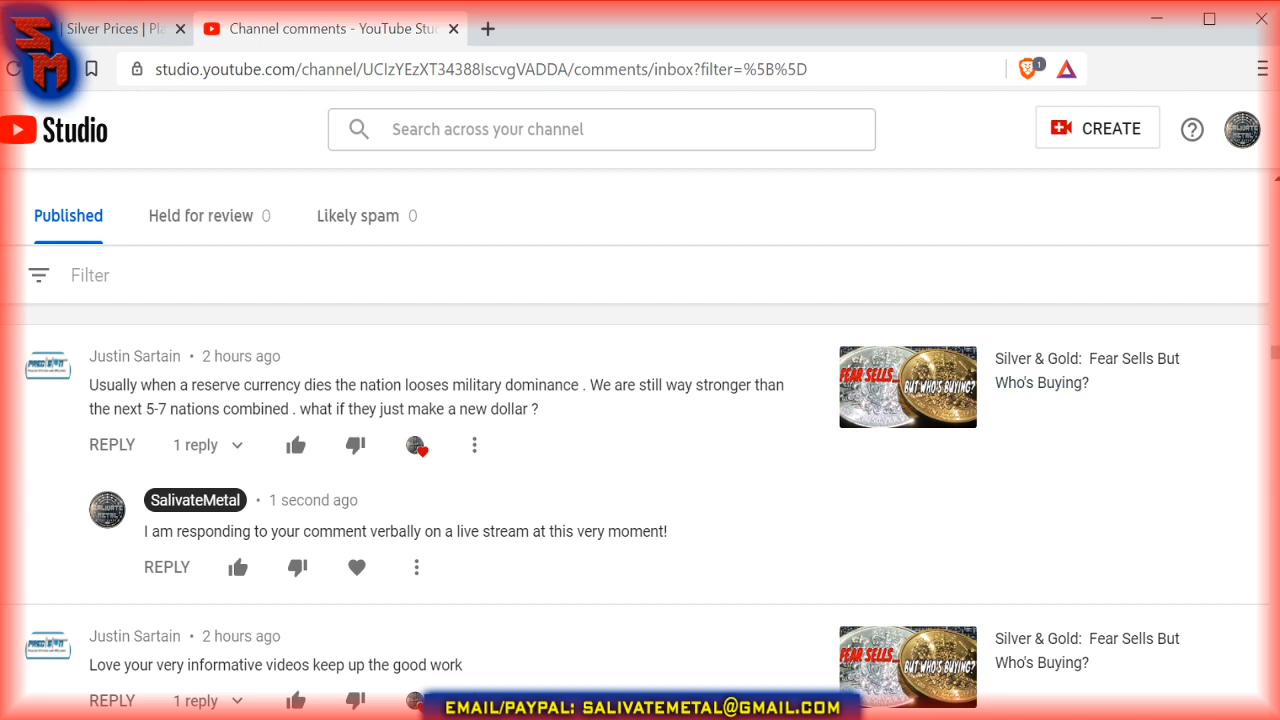 SM
| Silver Prices | Pla
Channel comments - YouTube Stu
studio.youtube.com/channel/UClzYEzXT34388IscvgVADDA/comments/inbox?filter=%5B%5D
1
Studio
Search across your channel
CREATE
Published
Held for review 0
Likely spam 0
Filter
Justin Sartain • 2 hours ago
Usually when a reserve currency dies the nation looses military dominance . We are still way stronger than
the next 5-7 nations combined . what if they just make a new dollar ?
FEAR SELLS...
BUT WHO'S BUYING?
Silver & Gold: Fear Sells But
Who's Buying?
REPLY 1 reply
SALIVATE
METAL
SalivateMetal • 1 second ago
I am responding to your comment verbally on a live stream at this very moment!
REPLY
Justin Sartain • 2 hours ago
Love your very informative videos keep up the good work
FEAR SELLS...
BUT WHO'S BUYING?
Silver & Gold: Fear Sells But
Who's Buying?
REPLY 1 reply
EMAIL/PAYPAL: SALIVATEMETAL@GMAIL.COM